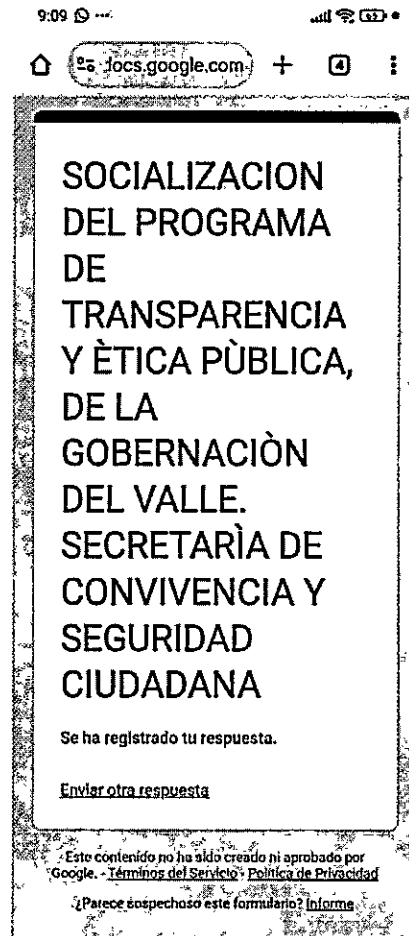 9:09
docs.google.com
4
SOCIALIZACION
DEL PROGRAMA
DE
TRANSPARENCIA
Y ÈTICA PÙBLICA,
DE LA
GOBERNACIÒN
DEL VALLE.
SECRETARÌA DE
CONVIVENCIA Y
SEGURIDAD
CIUDADANA
Se ha registrado tu respuesta.
Enviar otra respuesta
Este contenido no ha sido creado ni aprobado por
Google. - Términos del Servicio - Política de Privacidad
¿Parece sospechoso este formulario? Informe